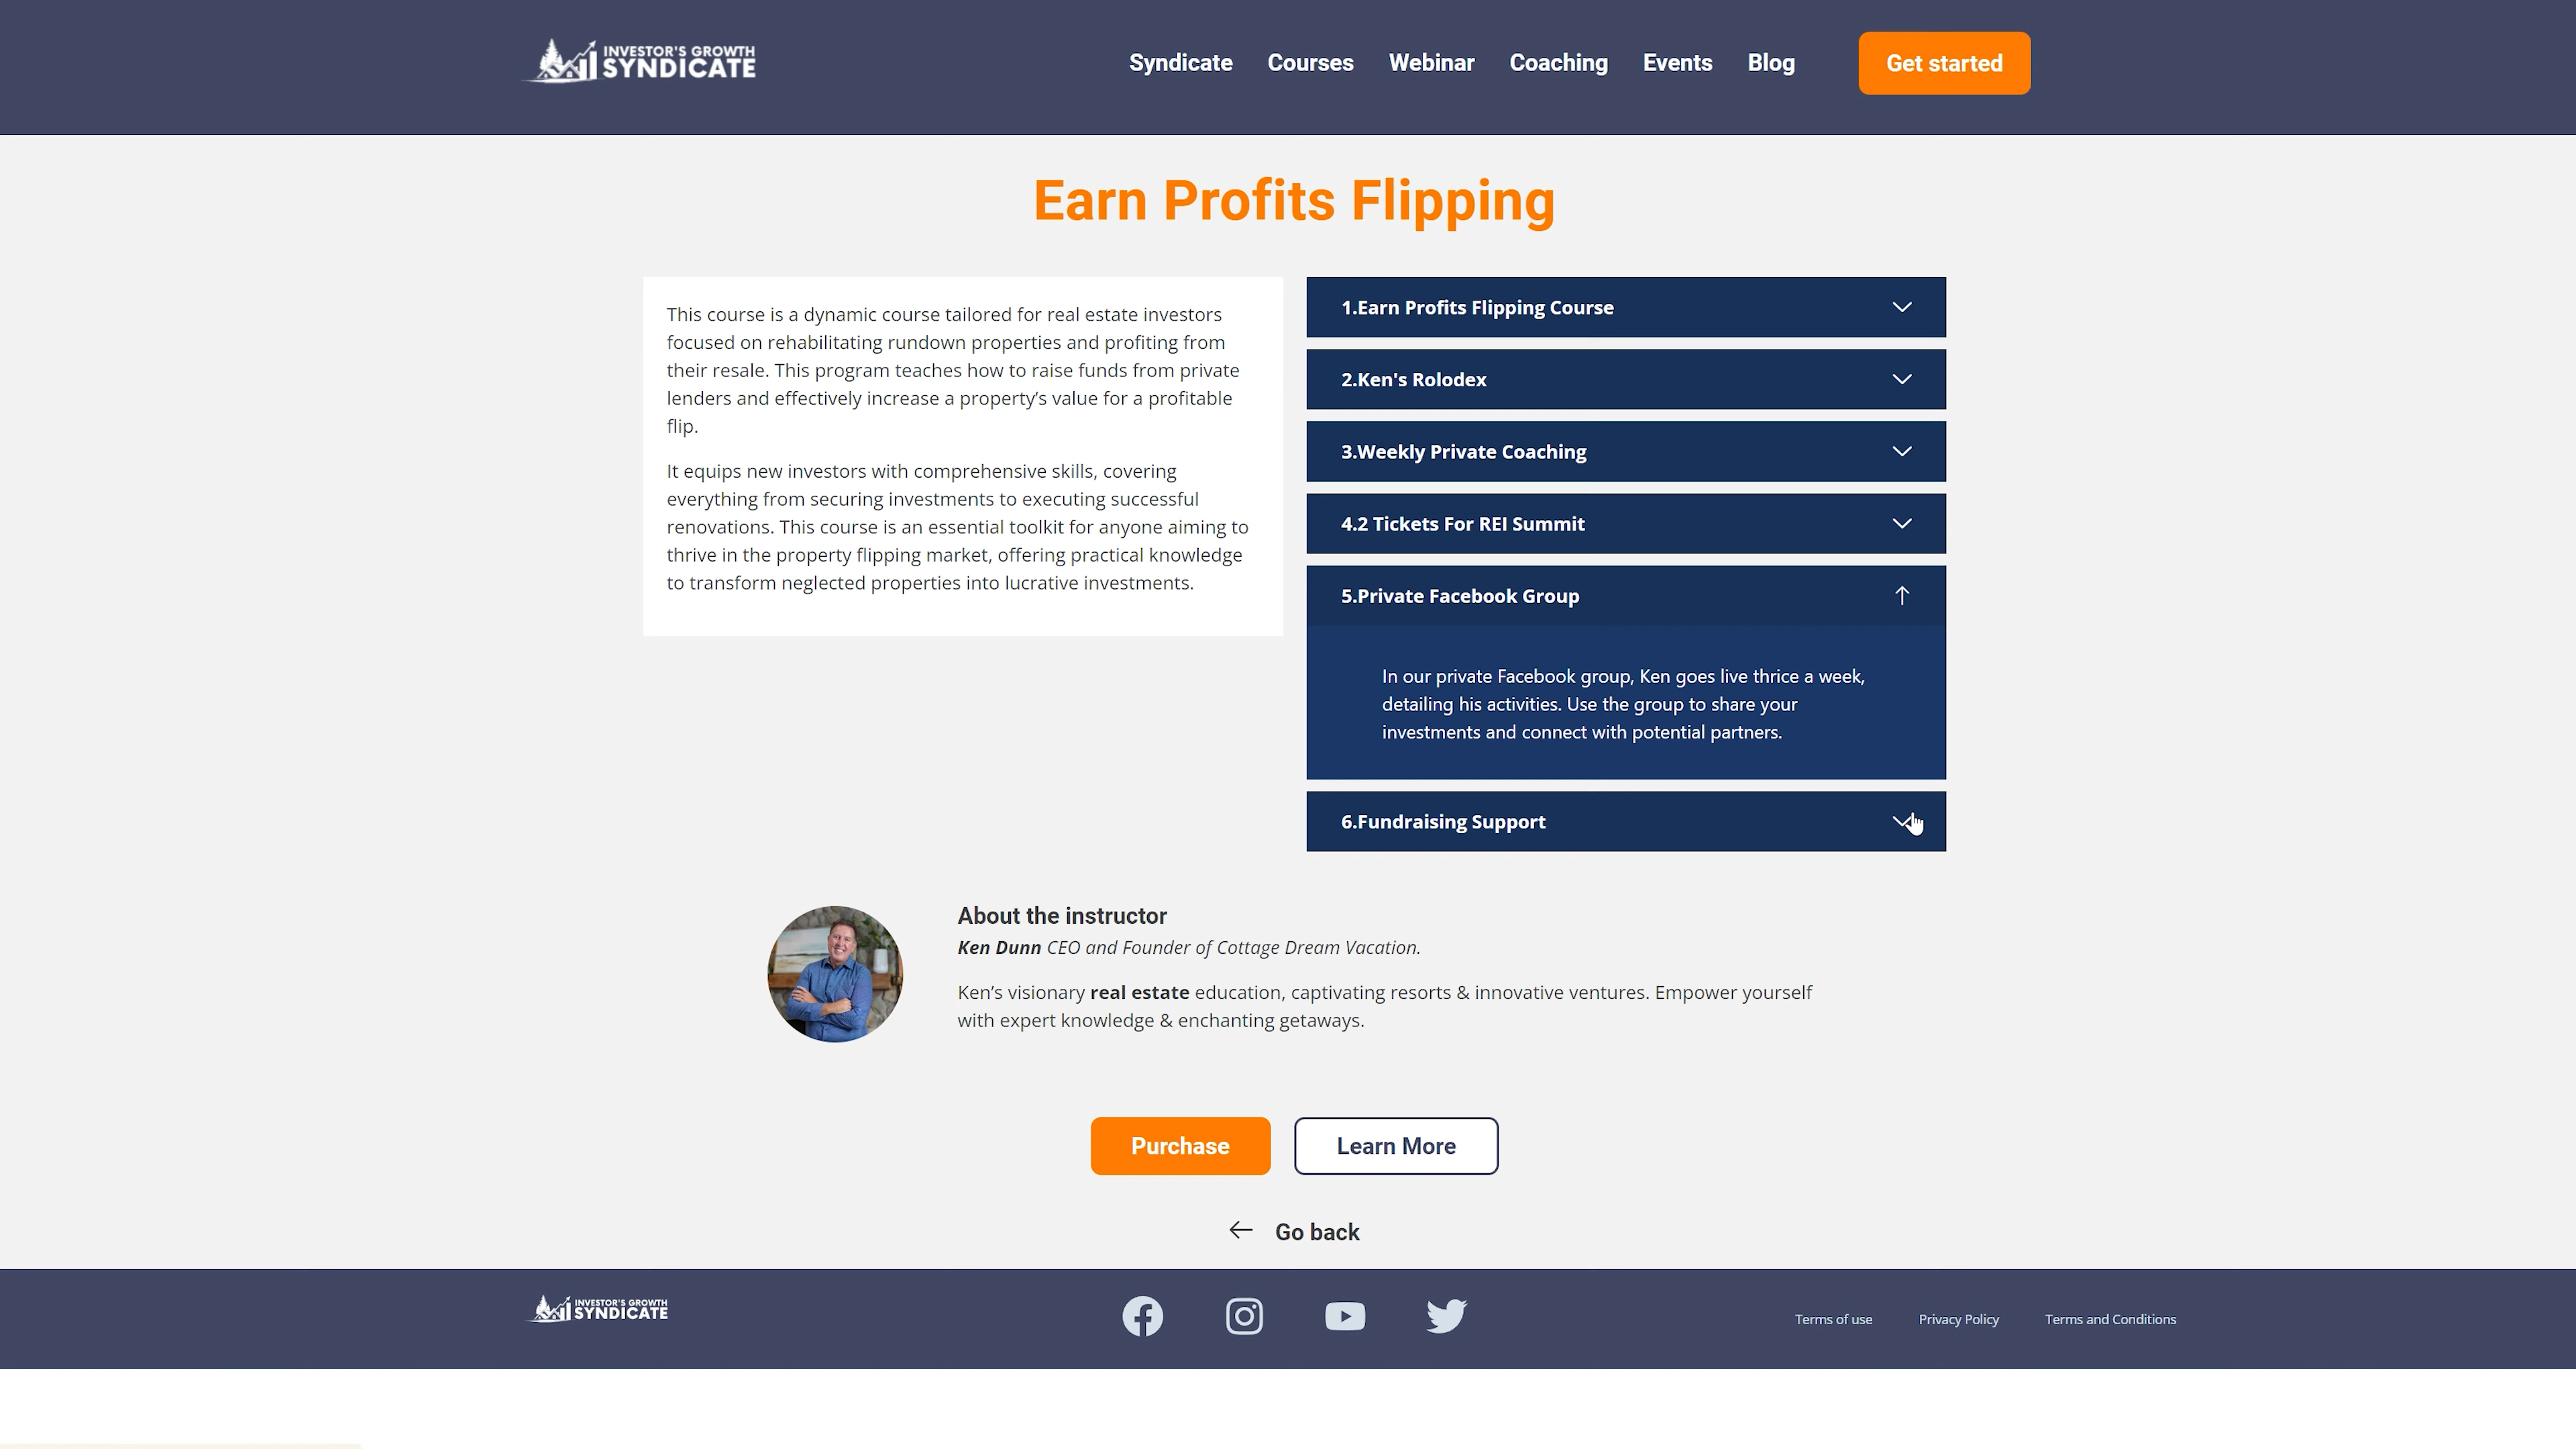 INVESTOR'S GROWTH
SYNDICATE
Syndicate
Courses
Webinar
Coaching
Events
Blog
Get started
Earn Profits Flipping
This course is a dynamic course tailored for real estate investors
focused on rehabilitating rundown properties and profiting from
their resale. This program teaches how to raise funds from private
lenders and effectively increase a property’s value for a profitable
flip.
It equips new investors with comprehensive skills, covering
everything from securing investments to executing successful
renovations. This course is an essential toolkit for anyone aiming to
thrive in the property flipping market, offering practical knowledge
to transform neglected properties into lucrative investments.
1.Earn Profits Flipping Course
2.Ken's Rolodex
3.Weekly Private Coaching
4.2 Tickets For REI Summit
5.Private Facebook Group
In our private Facebook group, Ken goes live thrice a week,
detailing his activities. Use the group to share your
investments and connect with potential partners.
6.Fundraising Support
About the instructor
Ken Dunn CEO and Founder of Cottage Dream Vacation.
Ken’s visionary real estate education, captivating resorts & innovative ventures. Empower yourself
with expert knowledge & enchanting getaways.
Purchase
Learn More
Go back
INVESTOR'S GROWTH
SYNDICATE
Terms of use
Privacy Policy
Terms and Conditions